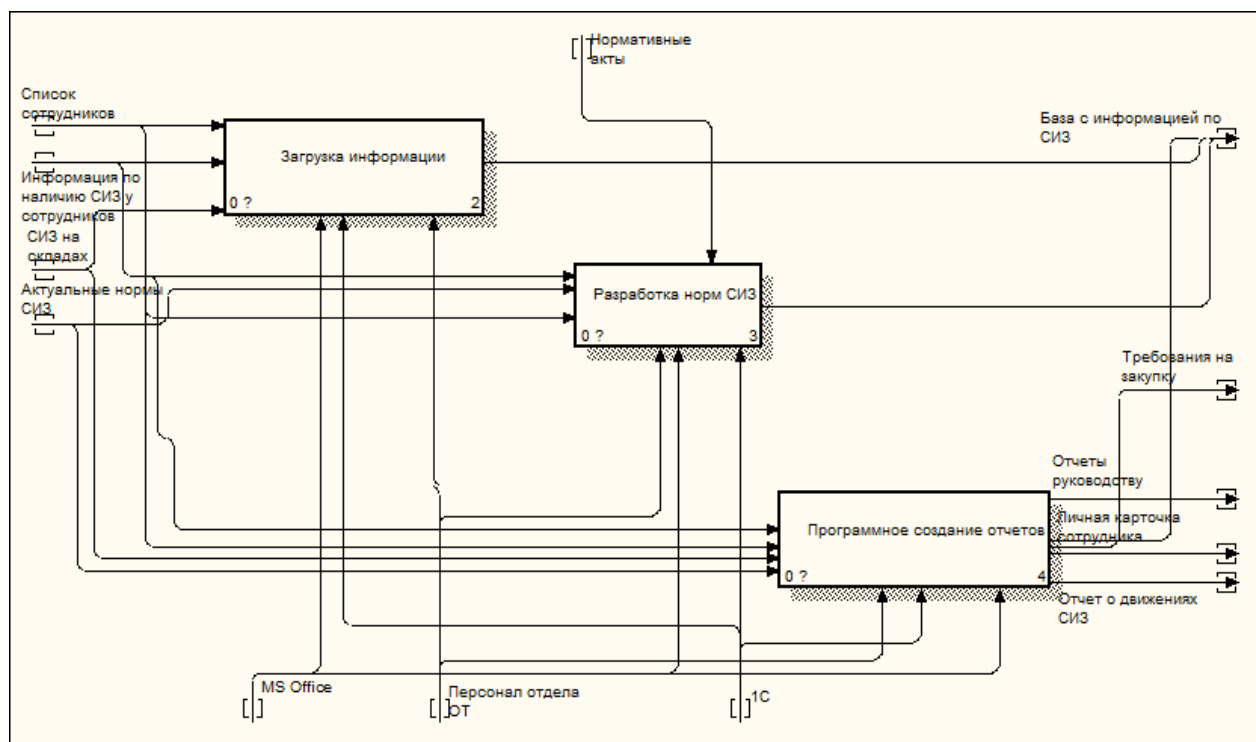 Нормативные
акты
Список
сотрудников
База с информацией по
СИЗ
Загрузка информации
Информация по
наличию СИЗ у
сотрудников
0 ?
2
СИЗ на
складах
Актуальные нормы
СИЗ
Разработка норм СИЗ
0 ?
3
Требования на
закупку
Отчеты
руководству
Личная карточка
сотрудника
Программное создание отчетов
0 ?
4
Отчет о движениях
СИЗ
MS Office
Персонал отдела
ОТ
1С